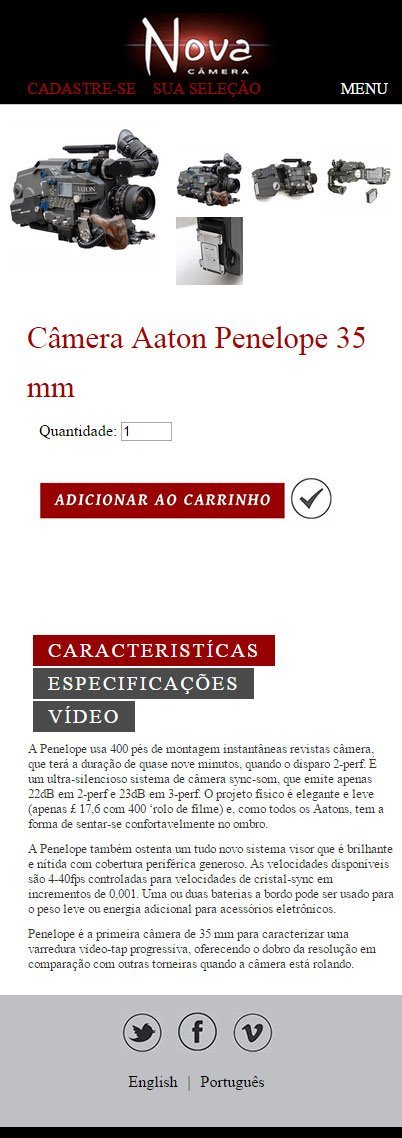 Nova
CÂMERA
CADASTRE-SE SUA SELEÇÃO MENU
AATON
Câmera Aaton Penelope 35
mm
Quantidade: 1
ADICIONAR AO CARRINHO
CARACTERISTÍCAS
ESPECIFICAÇÕES
VÍDEO
A Penelope usa 400 pés de montagem instantâneas revistas câmera,
que terá a duração de quase nove minutos, quando o disparo 2-perf. É
um ultra-silencioso sistema de câmera sync-som, que emite apenas
22dB em 2-perf e 23dB em 3-perf. O projeto físico é elegante e leve
(apenas £ 17,6 com 400 ‘rolo de filme) e, como todos os Aatons, tem a
forma de sentar-se confortavelmente no ombro.
A Penelope também ostenta um tudo novo sistema visor que é brilhante
e nítida com cobertura periférica generoso. As velocidades disponíveis
são 4-40fps controladas para velocidades de cristal-sync em
incrementos de 0,001. Uma ou duas baterias a bordo pode ser usado para
o peso leve ou energia adicional para acessórios eletrônicos.
Penelope é a primeira câmera de 35 mm para caracterizar uma
varredura video-tap progressiva, oferecendo o dobro da resolução em
comparação com outras torneiras quando a câmera está rolando.
English | Português